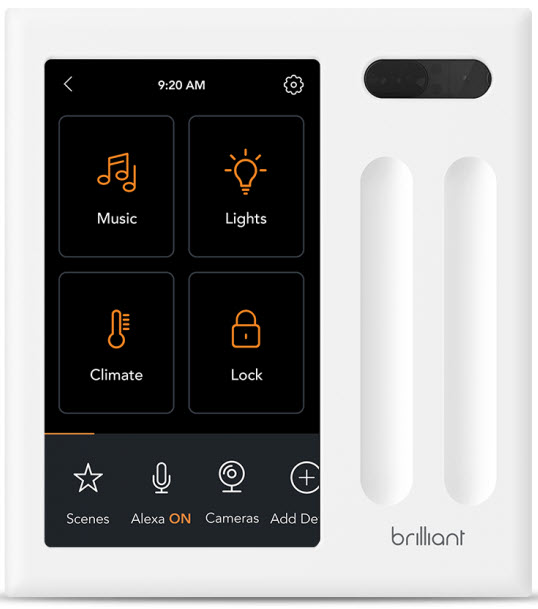 9:20 AM
Music
Lights
Climate
Lock
Scenes
Alexa ON
Cameras
Add De
brilliant